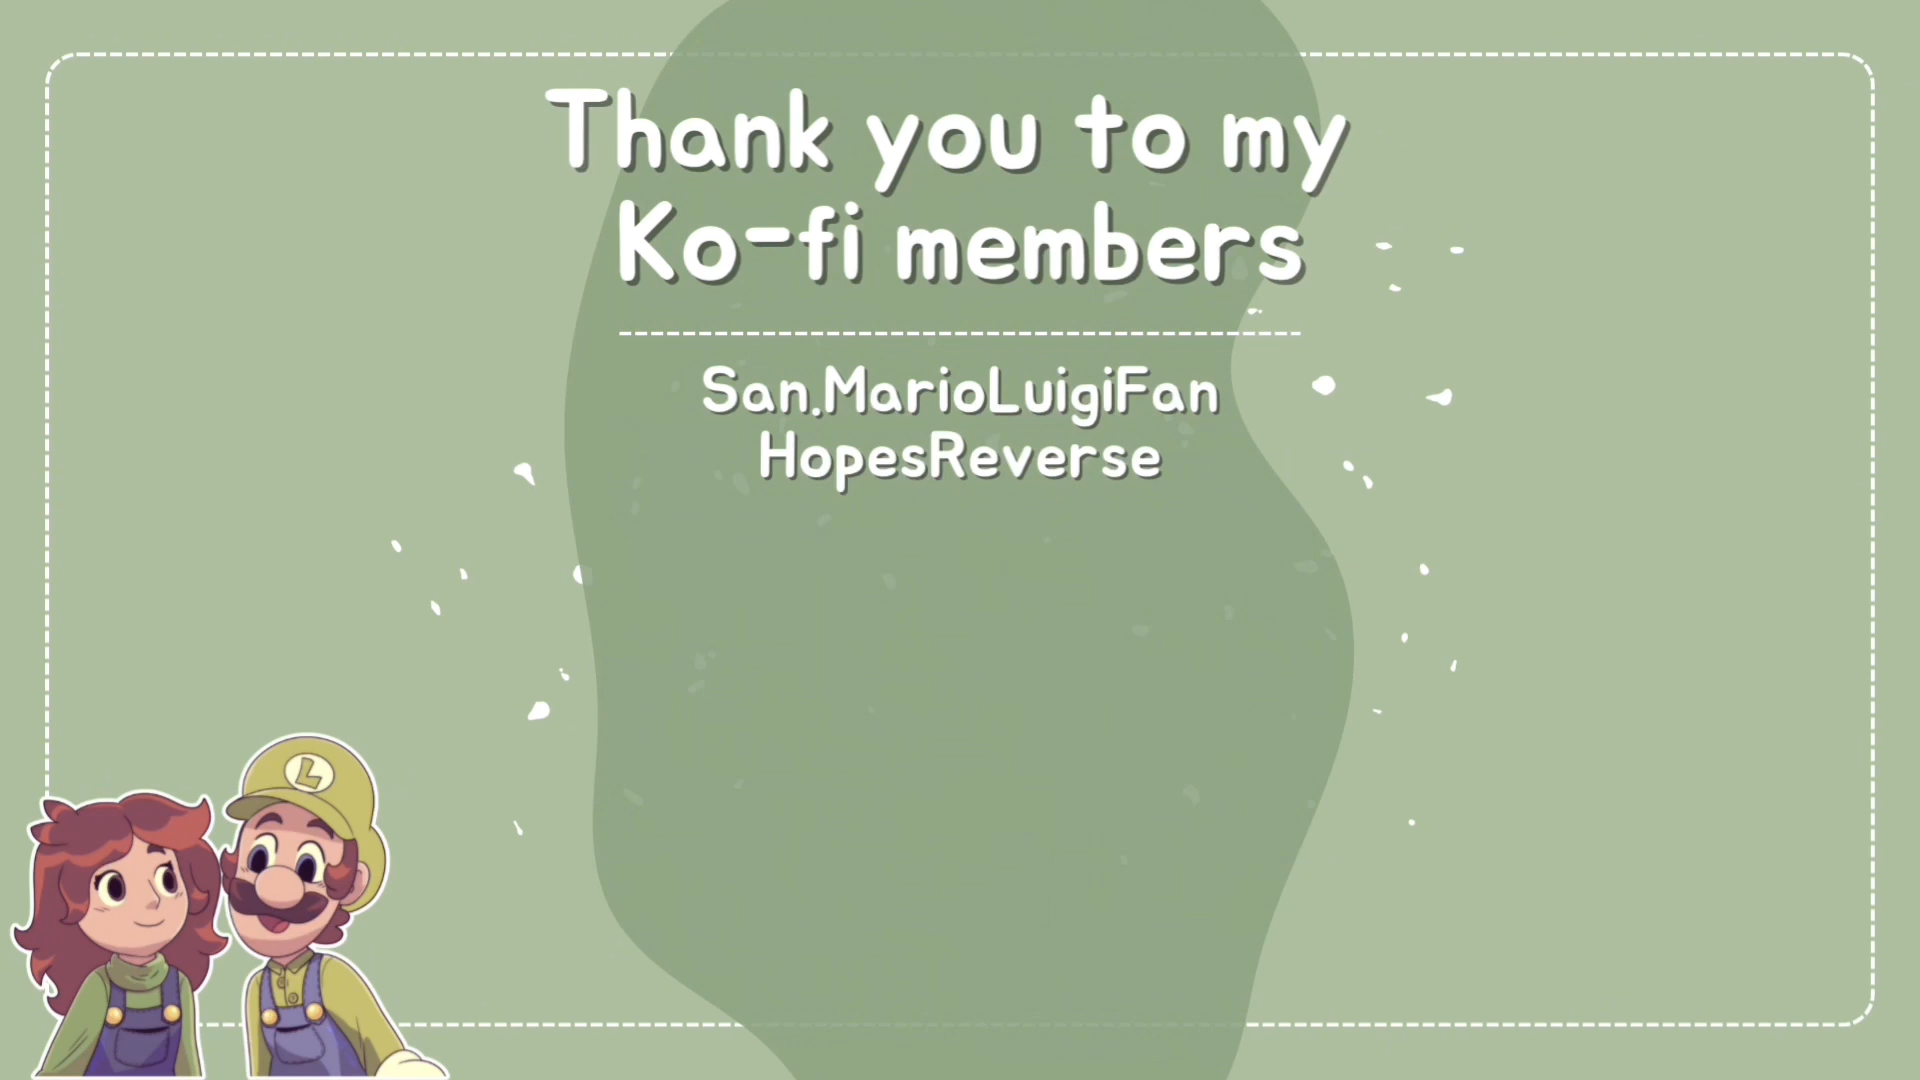 Thank you to my
Ko-fi members
San.MarioLuigiFan
HopesReverse
L